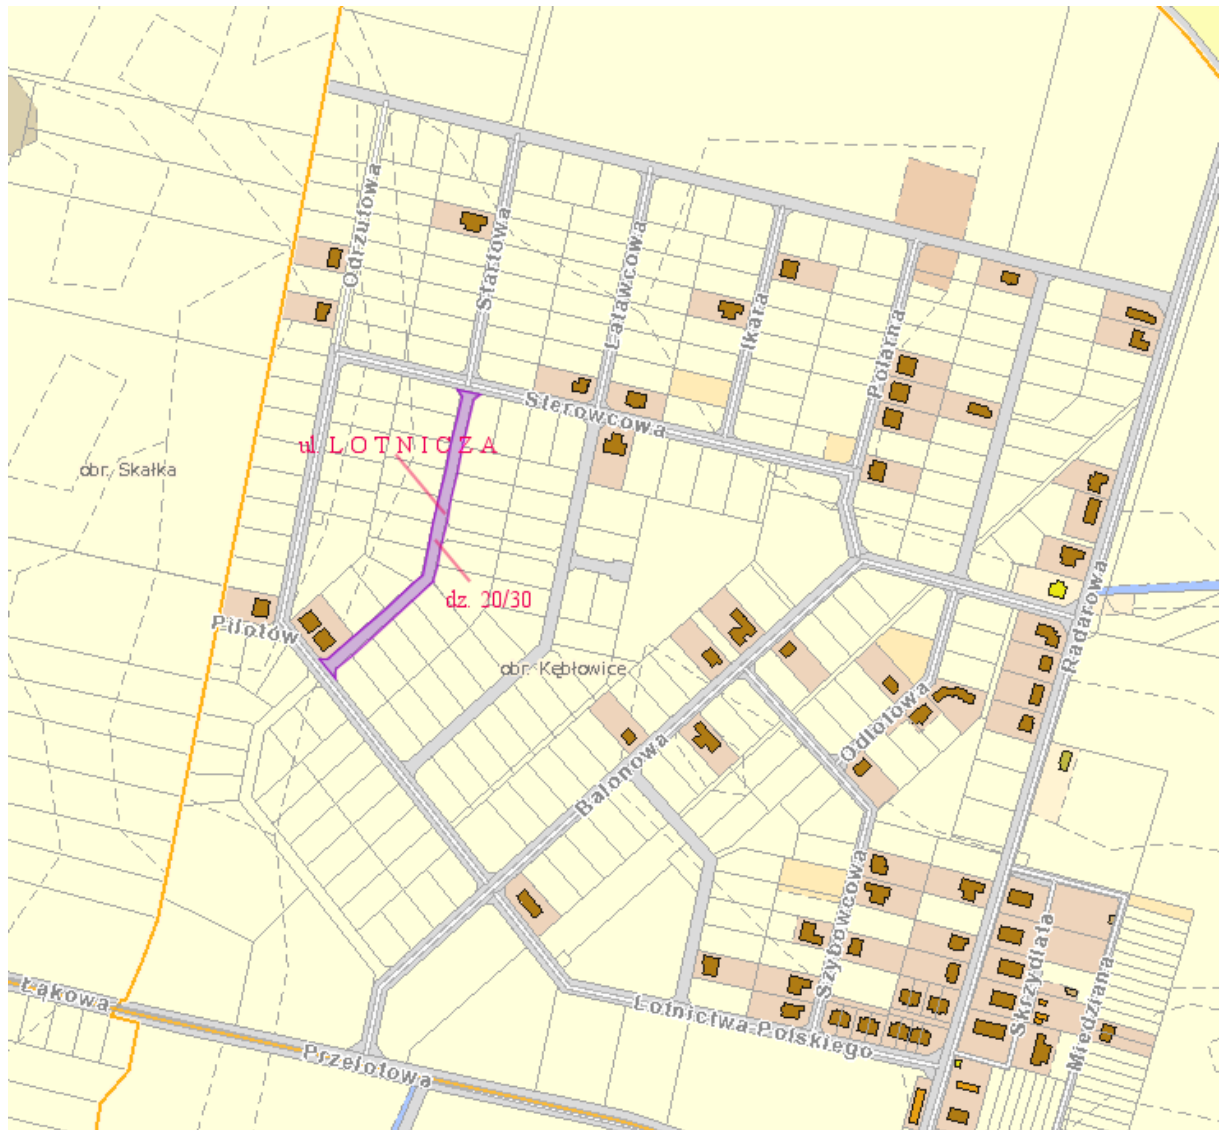 Odrzutowa
Startowa
Latawcowa
Ikara
Polarna
Sterowcowa
ul. L O T N I C Z A
obr. Skałka
dz. 20/30
Pilotów
obr. Kębłowice
Radarowa
Odlotowa
Balonowa
Szybowcowa
Skrzydlata
Miedziana
Łąkowa
Lotnictwa Polskiego
Przelotowa